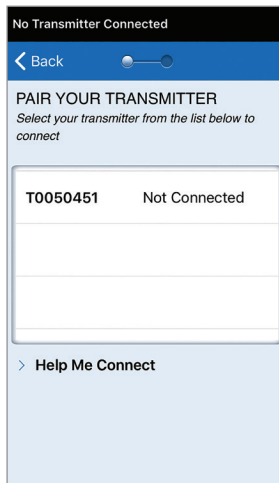 No Transmitter Connected
Back
PAIR YOUR TRANSMITTER
Select your transmitter from the list below to
connect
T0050451 Not Connected
Help Me Connect